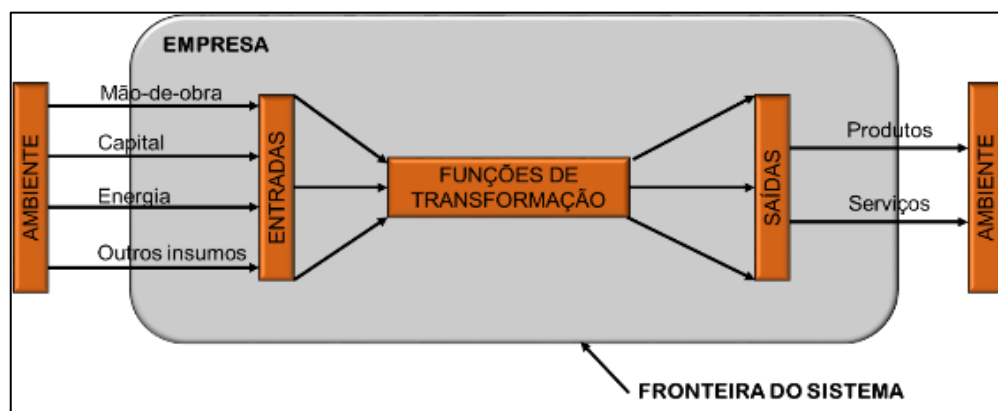 EMPRESA
AMBIENTE
Mão-de-obra
Capital
Energia
Outros insumos
ENTRADAS
FUNÇÕES DE
TRANSFORMAÇÃO
SAÍDAS
Produtos
Serviços
AMBIENTE
FRONTEIRA DO SISTEMA